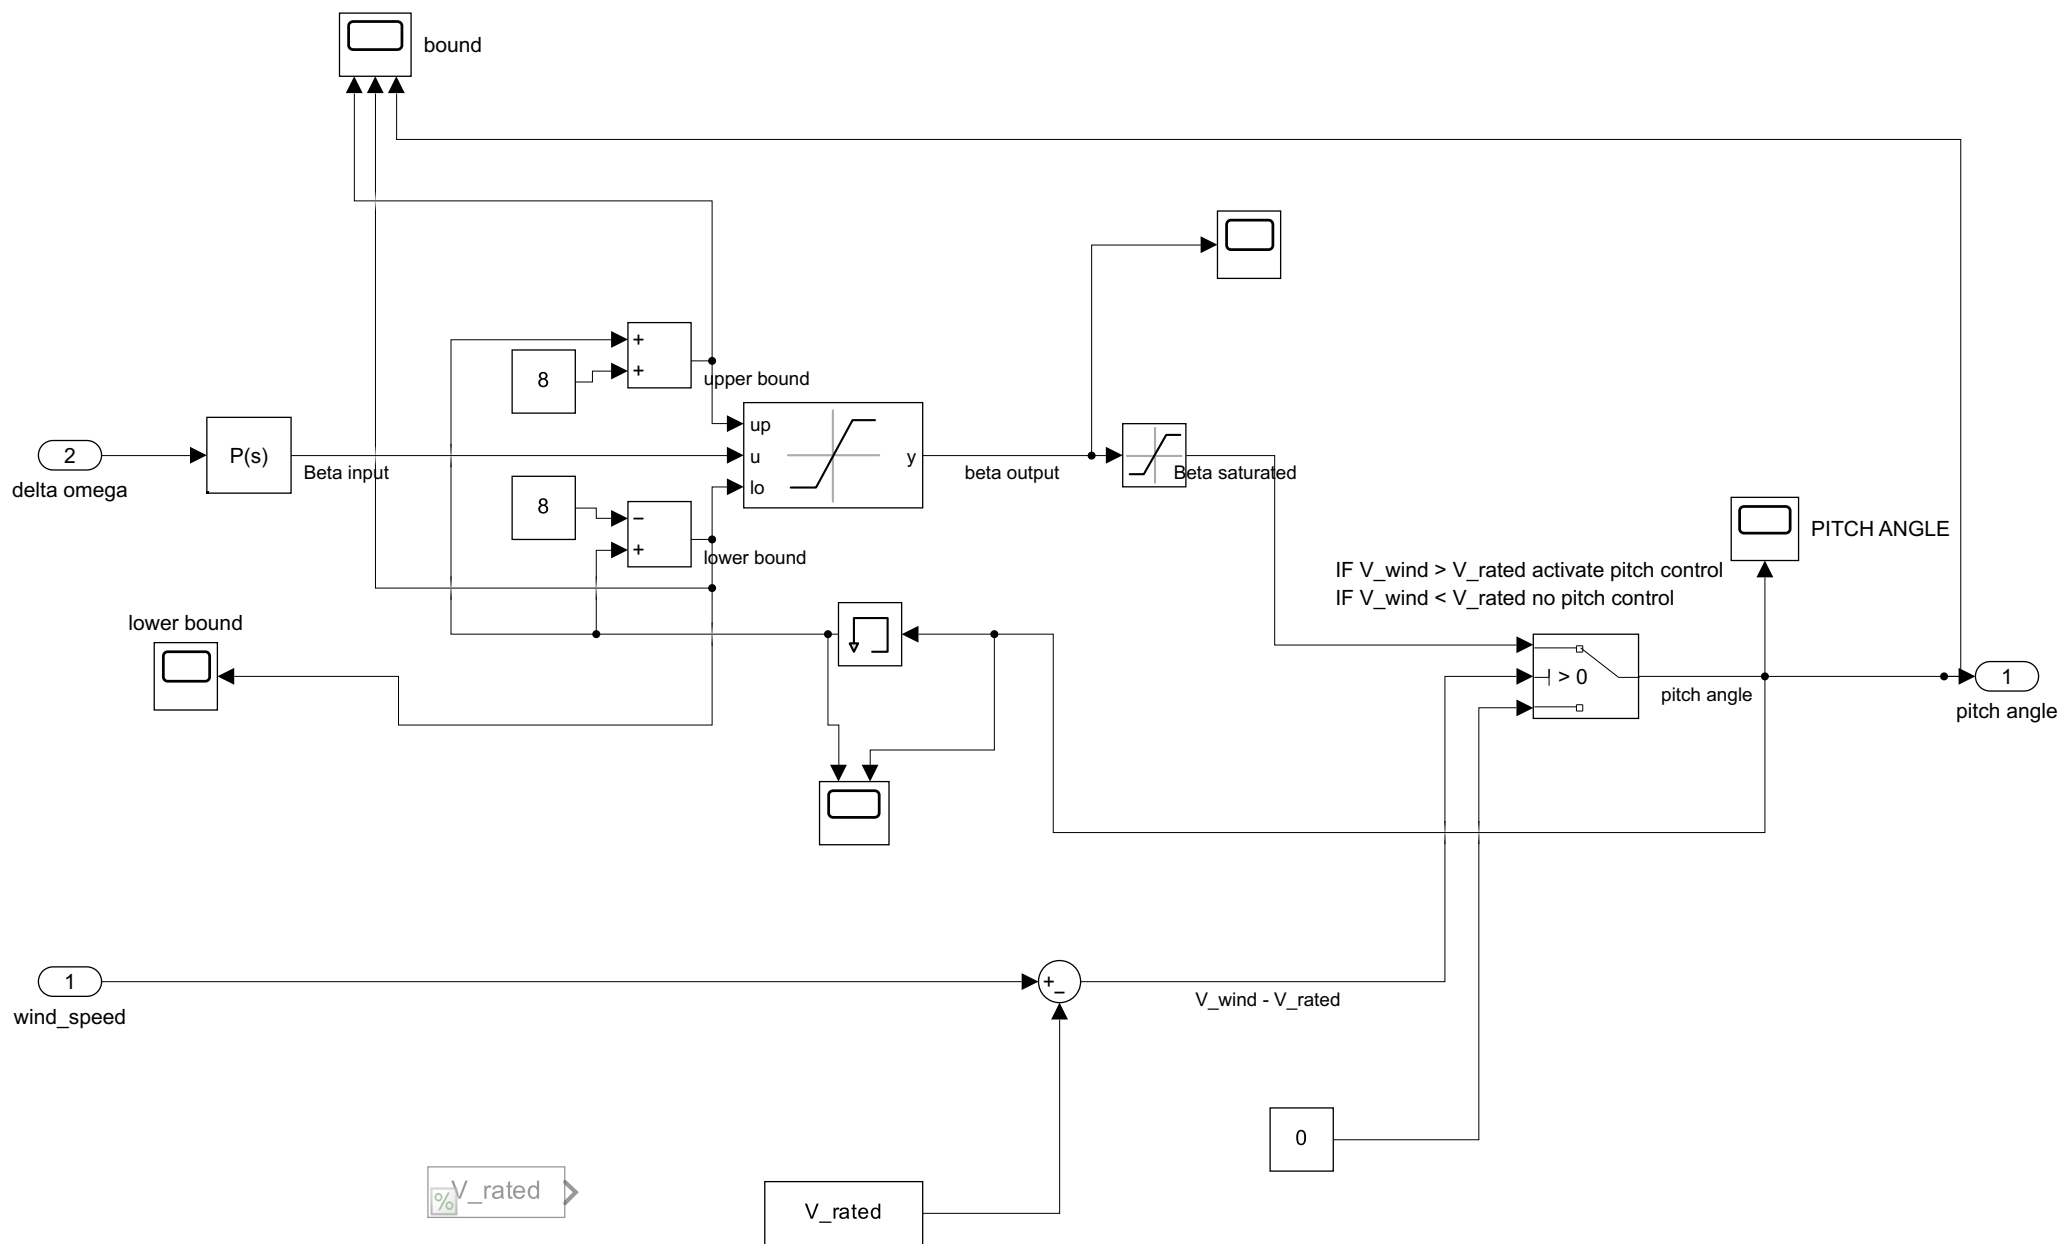 bound
8
+
+
upper bound
up
u
lo
y
2
delta omega
P(s)
Beta input
beta output
Beta saturated
8
−
+
lower bound
PITCH ANGLE
IF V_wind > V_rated activate pitch control
IF V_wind < V_rated no pitch control
lower bound
> 0
pitch angle
1
pitch angle
1
wind_speed
+
−
V_wind - V_rated
0
%
V_rated
V_rated